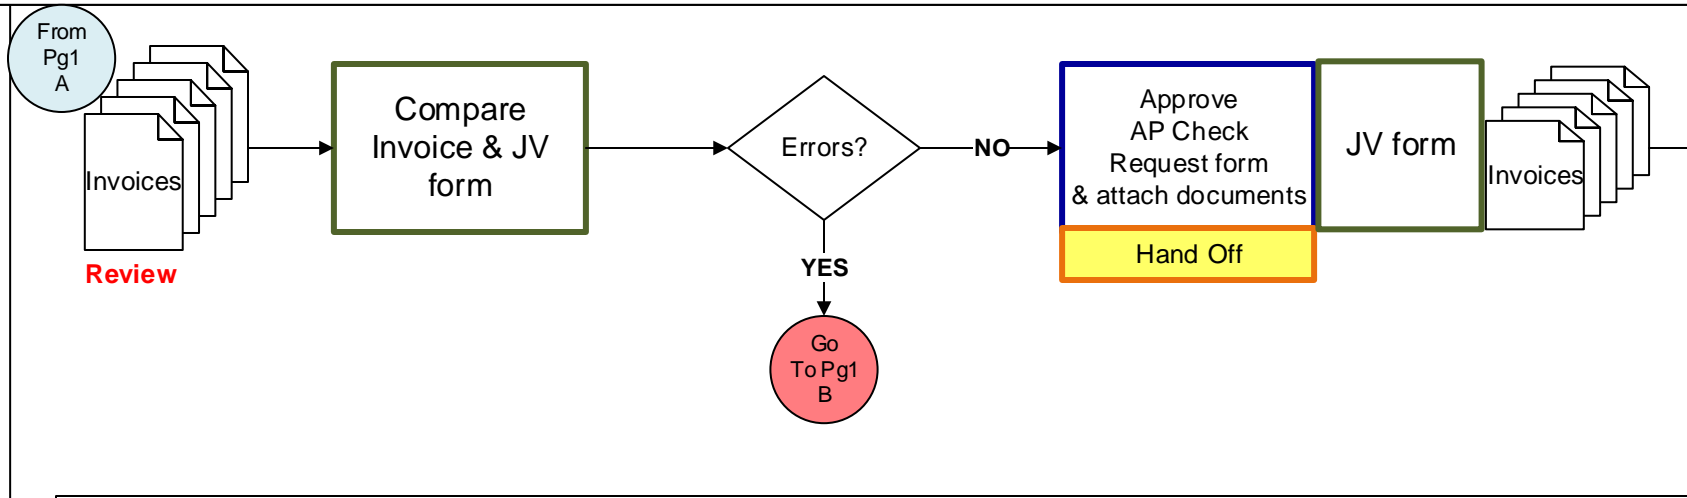 From
Pg1
A
Invoices
Review
Compare
Invoice & JV
form
Errors?
NO
YES
Go
To Pg1
B
Approve
AP Check
Request form
& attach documents
Hand Off
JV form
Invoices